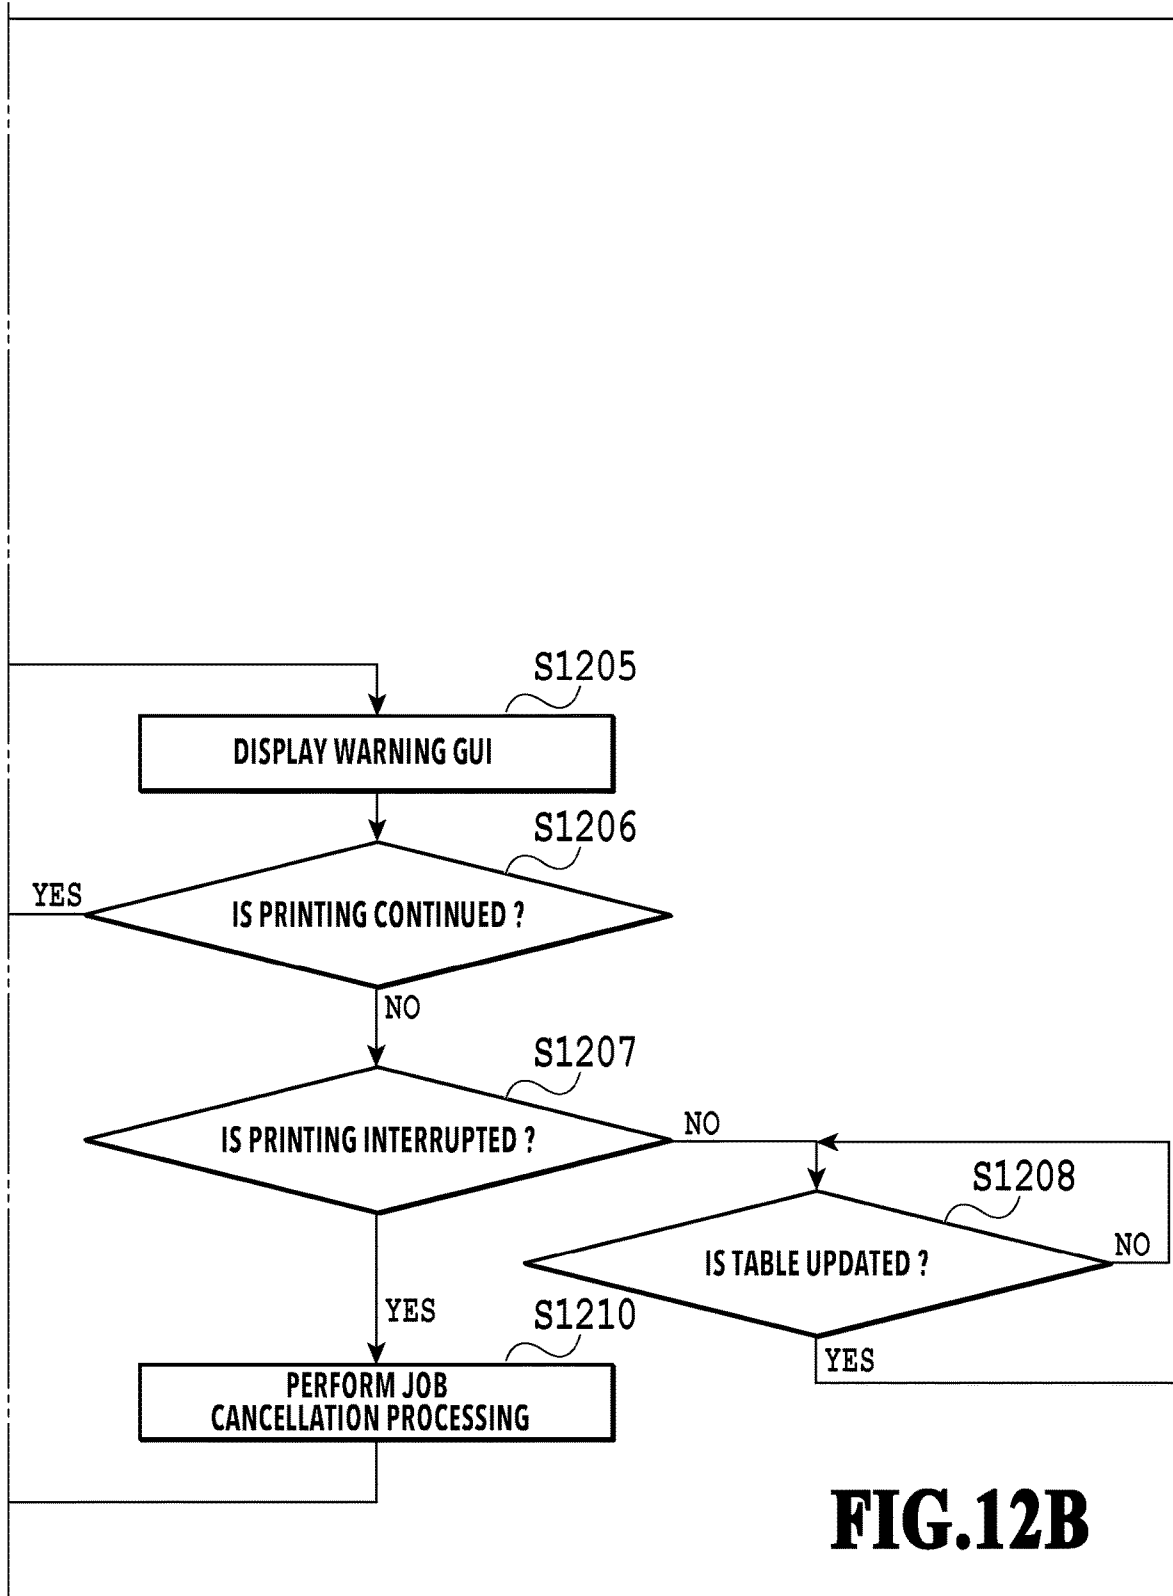 S1205
DISPLAY WARNING GUI
S1206
YES
IS PRINTING CONTINUED ?
NO
S1207
IS PRINTING INTERRUPTED ?
NO
S1208
IS TABLE UPDATED ?
NO
YES
S1210
YES
PERFORM JOB
CANCELLATION PROCESSING
FIG.12B